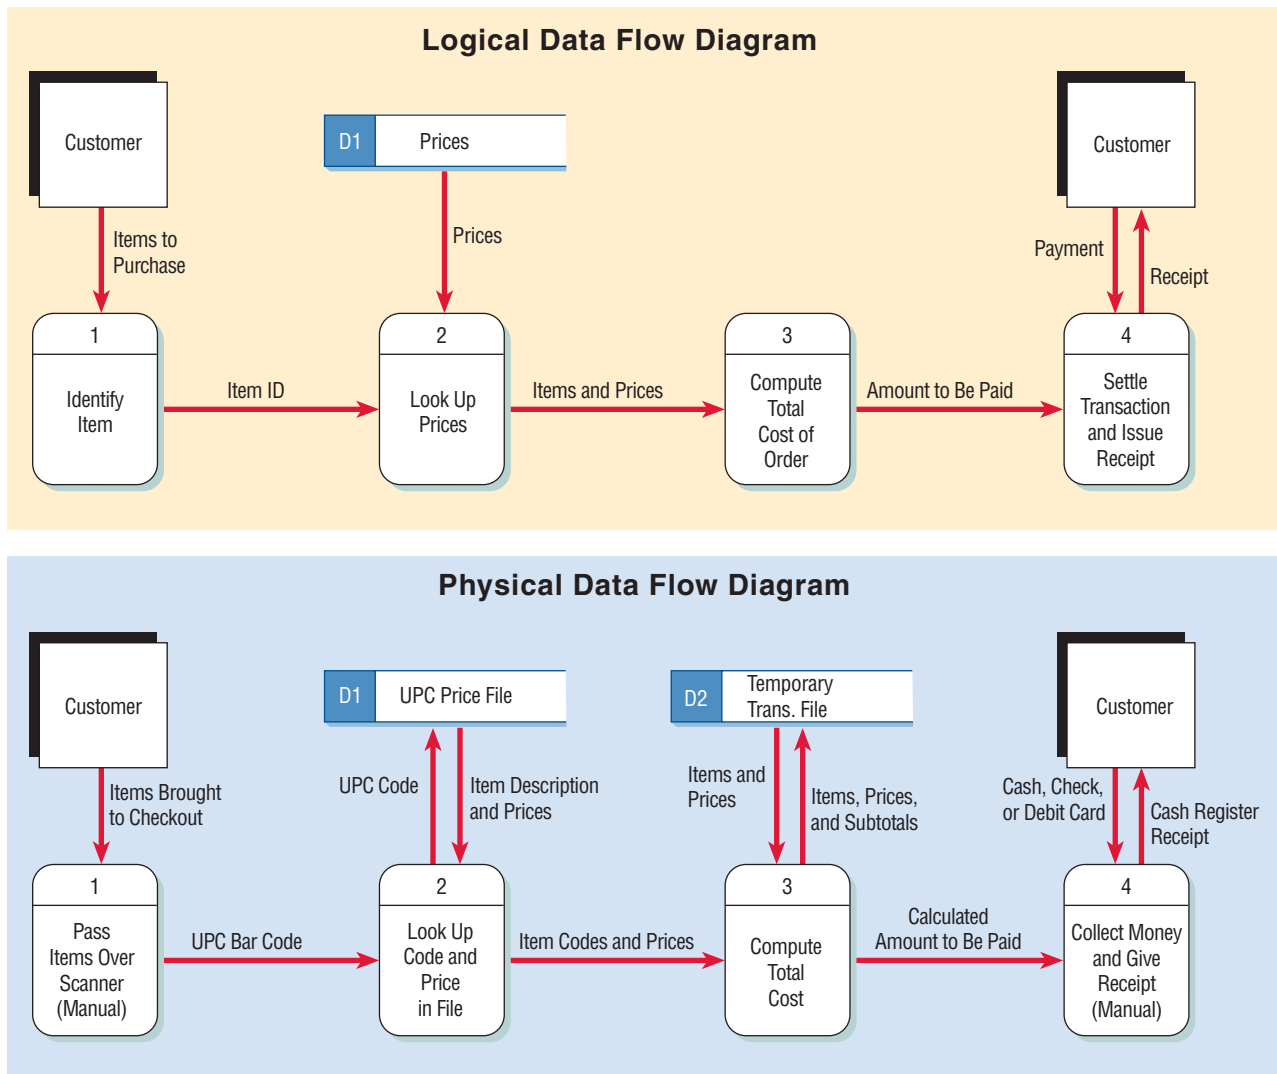 Logical Data Flow Diagram
Customer
D1
Prices
Customer
Items to
Purchase
Prices
Payment
Receipt
1
Identify
Item
Item ID
2
Look Up
Prices
Items and Prices
3
Compute
Total
Cost of
Order
Amount to Be Paid
4
Settle
Transaction
and Issue
Receipt
Physical Data Flow Diagram
Customer
D1
UPC Price File
D2
Temporary
Trans. File
Customer
Items Brought
to Checkout
UPC Code
Item Description
and Prices
Items and
Prices
Items, Prices,
and Subtotals
Cash, Check,
or Debit Card
Cash Register
Receipt
1
Pass
Items Over
Scanner
(Manual)
UPC Bar Code
2
Look Up
Code and
Price
in File
Item Codes and Prices
3
Compute
Total
Cost
Calculated
Amount to Be Paid
4
Collect Money
and Give
Receipt
(Manual)